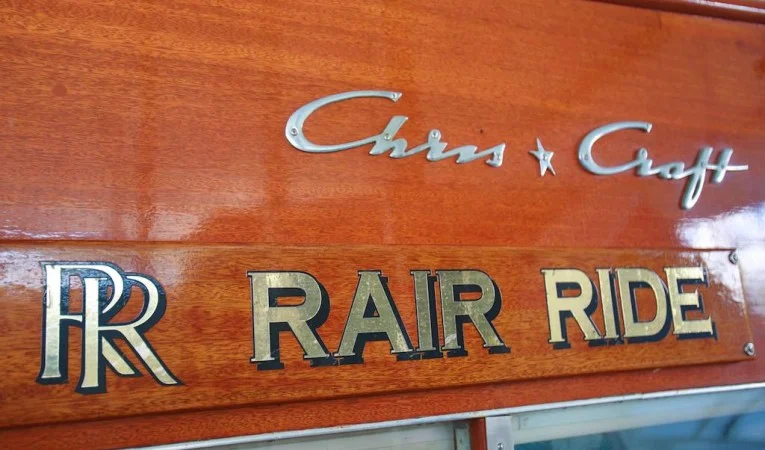 Chris ★ Craft
RR RAIR RIDE